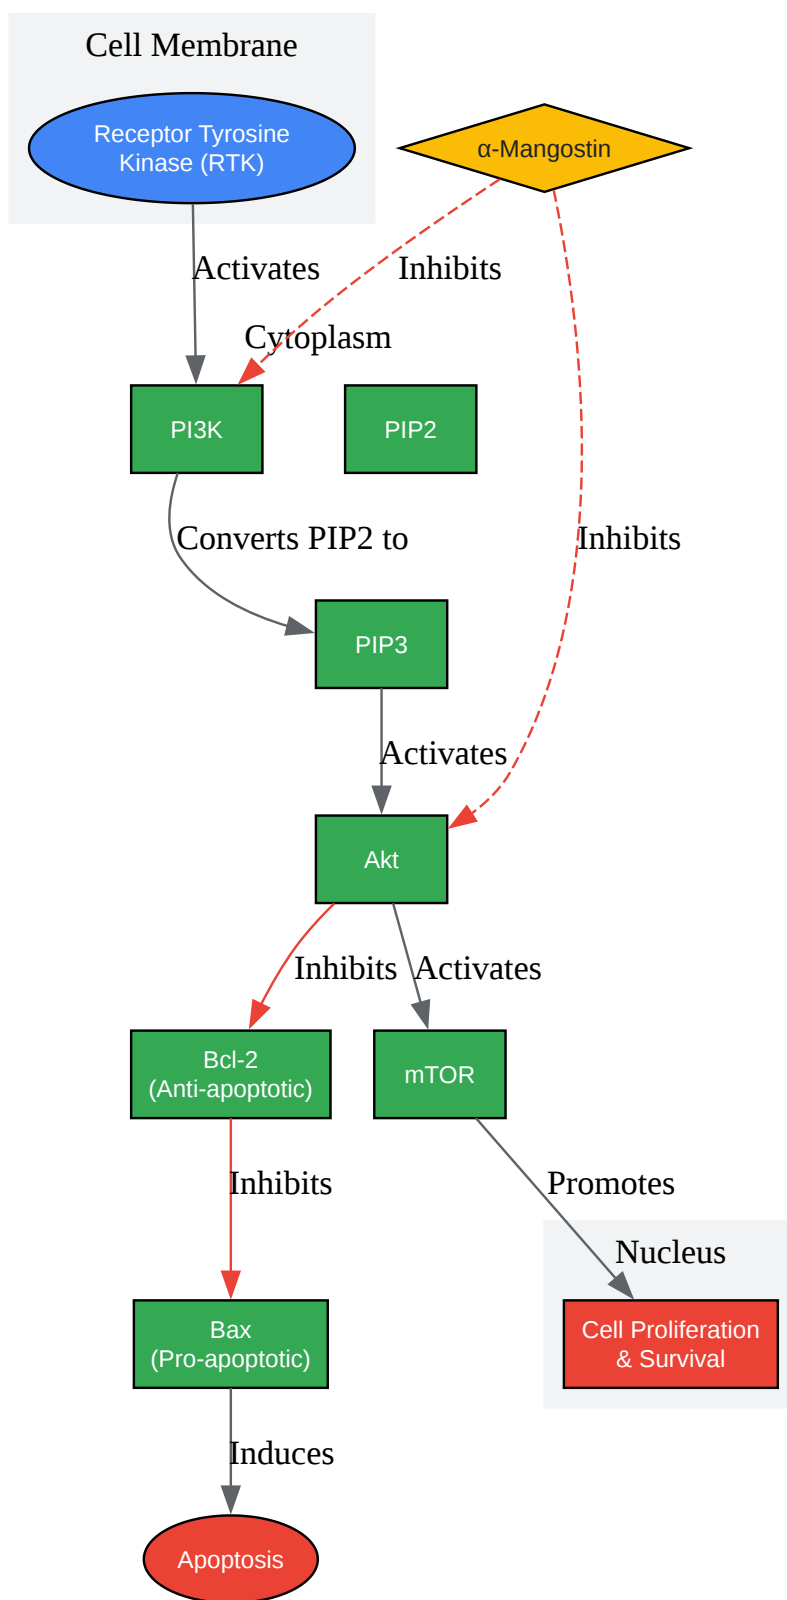 Cell Membrane
Receptor Tyrosine
Kinase (RTK)
α-Mangostin
Activates
Inhibits
Cytoplasm
PI3K
PIP2
Converts PIP2 to
Inhibits
PIP3
Activates
Akt
Inhibits
Activates
Bcl-2
(Anti-apoptotic)
mTOR
Inhibits
Promotes
Nucleus
Bax
(Pro-apoptotic)
Cell Proliferation
& Survival
Induces
Apoptosis